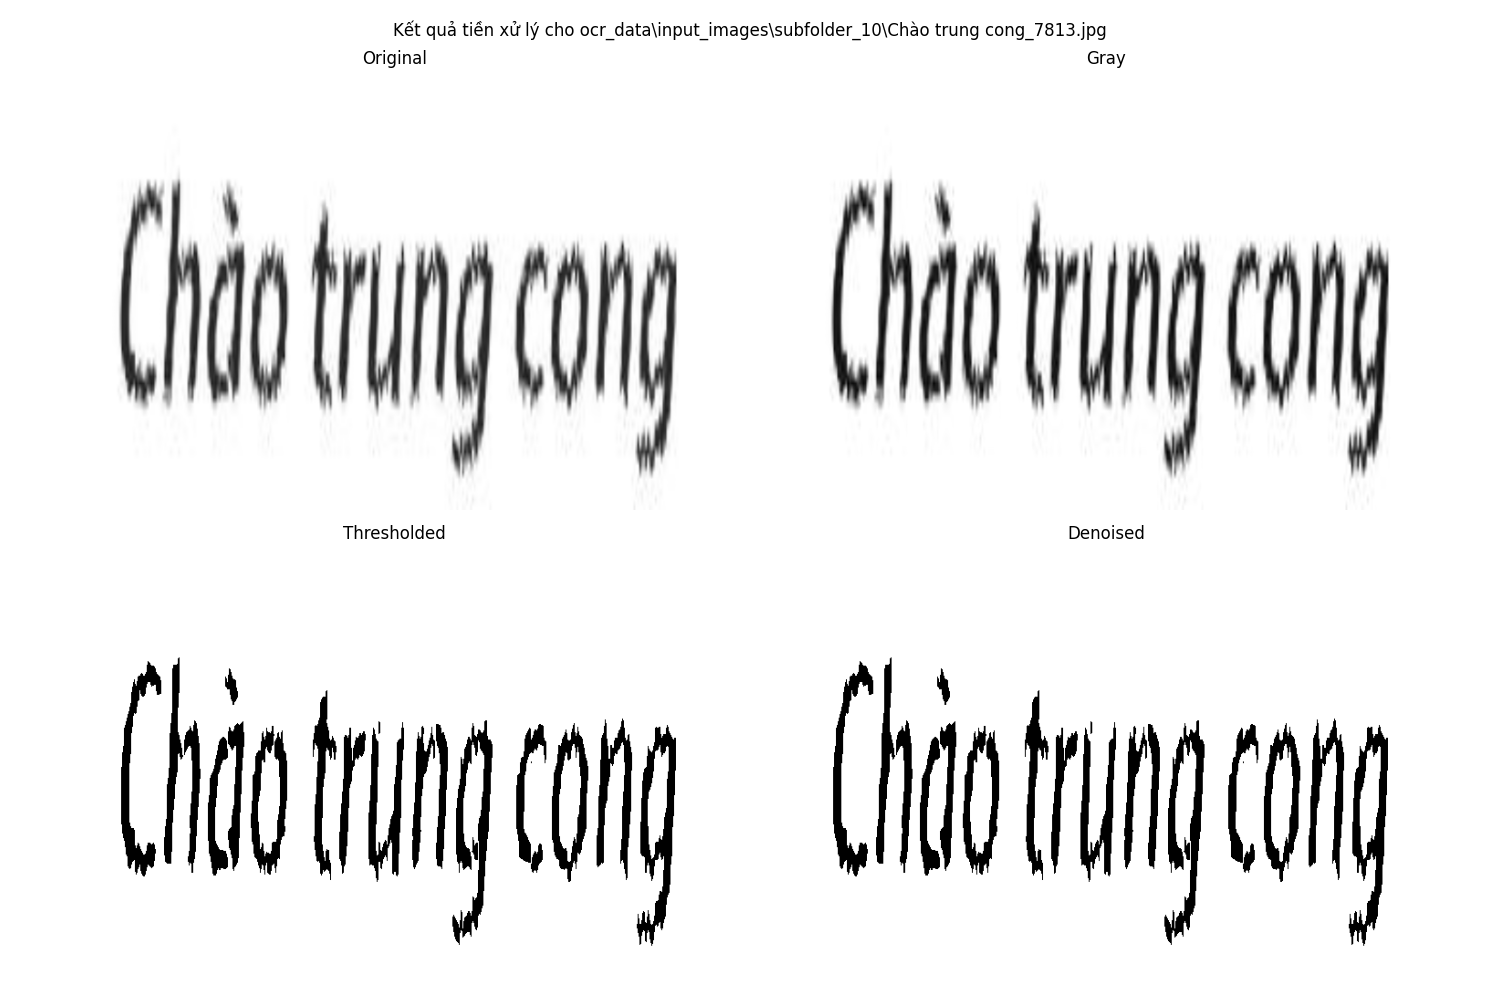 Kết quả tiền xử lý cho ocr_data\input_images\subfolder_10\Chào trung cong_7813.jpg
Original
Gray
Chào trung cong
Chào trung cong
Thresholded
Denoised
Chào trung cong
Chào trung cong